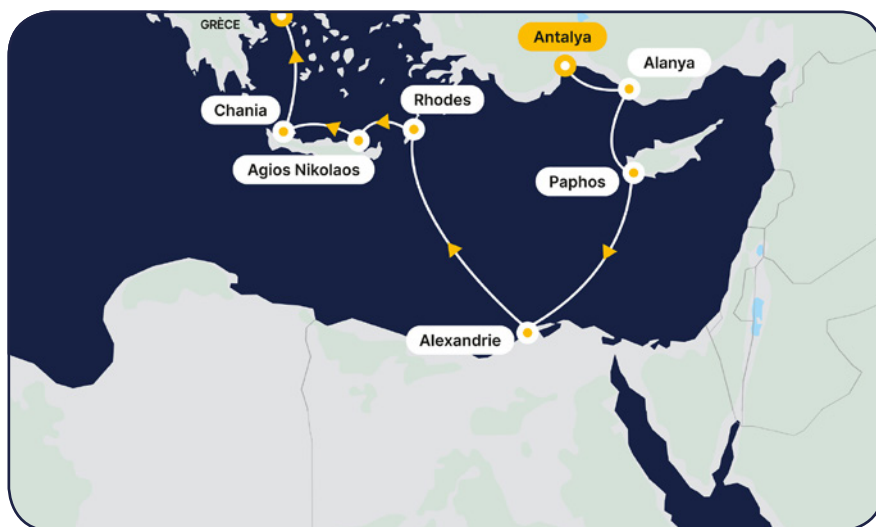 GRÈCE
Antalya
Alanya
Chania
Rhodes
Agios Nikolaos
Paphos
Alexandrie